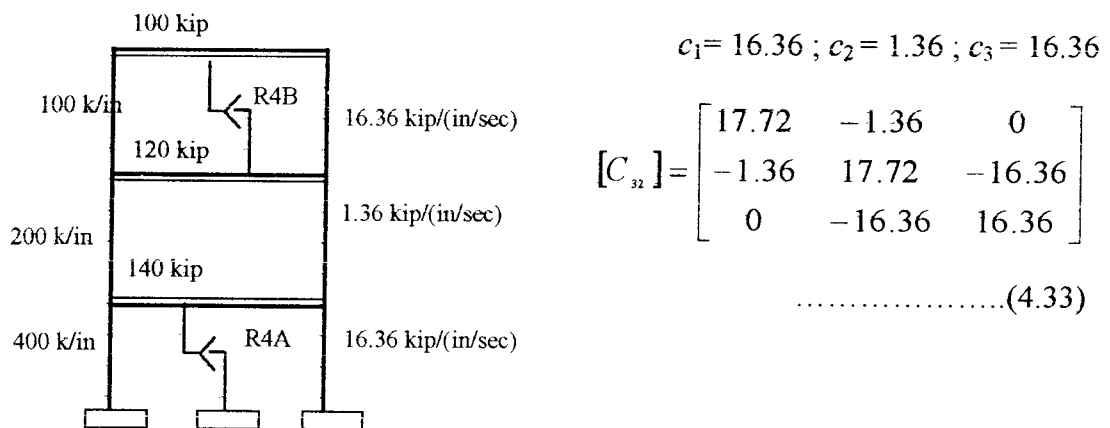 100 kip
100 k/in
R4B
16.36 kip/(in/sec)
120 kip
200 k/in
1.36 kip/(in/sec)
140 kip
400 k/in
R4A
16.36 kip/(in/sec)
c1= 16.36 ; c2 = 1.36 ; c3 = 16.36
[C32] = [17.72 −1.36 0
−1.36 17.72 −16.36
0 −16.36 16.36]
....................(4.33)